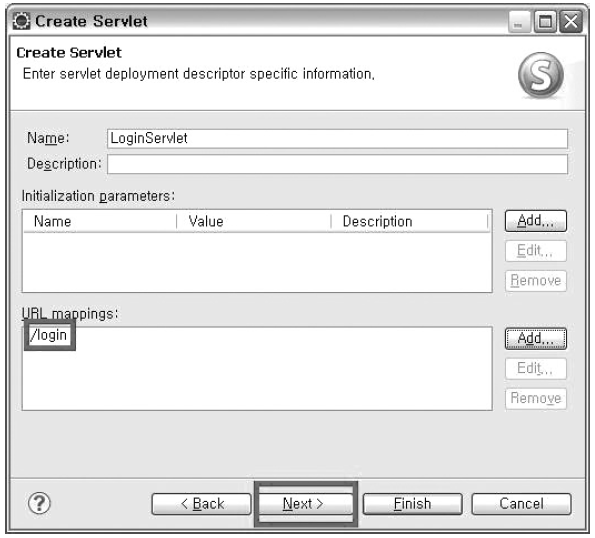 Create Servlet
Create Servlet
Enter servlet deployment descriptor specific information,
Name: LoginServlet
Description:
Initialization parameters:
Name Value Description
Add,,,
Edit,,,
Remove
URL mappings:
/login
Add,,,
Edit,,,
Remove
< Back Next > Finish Cancel